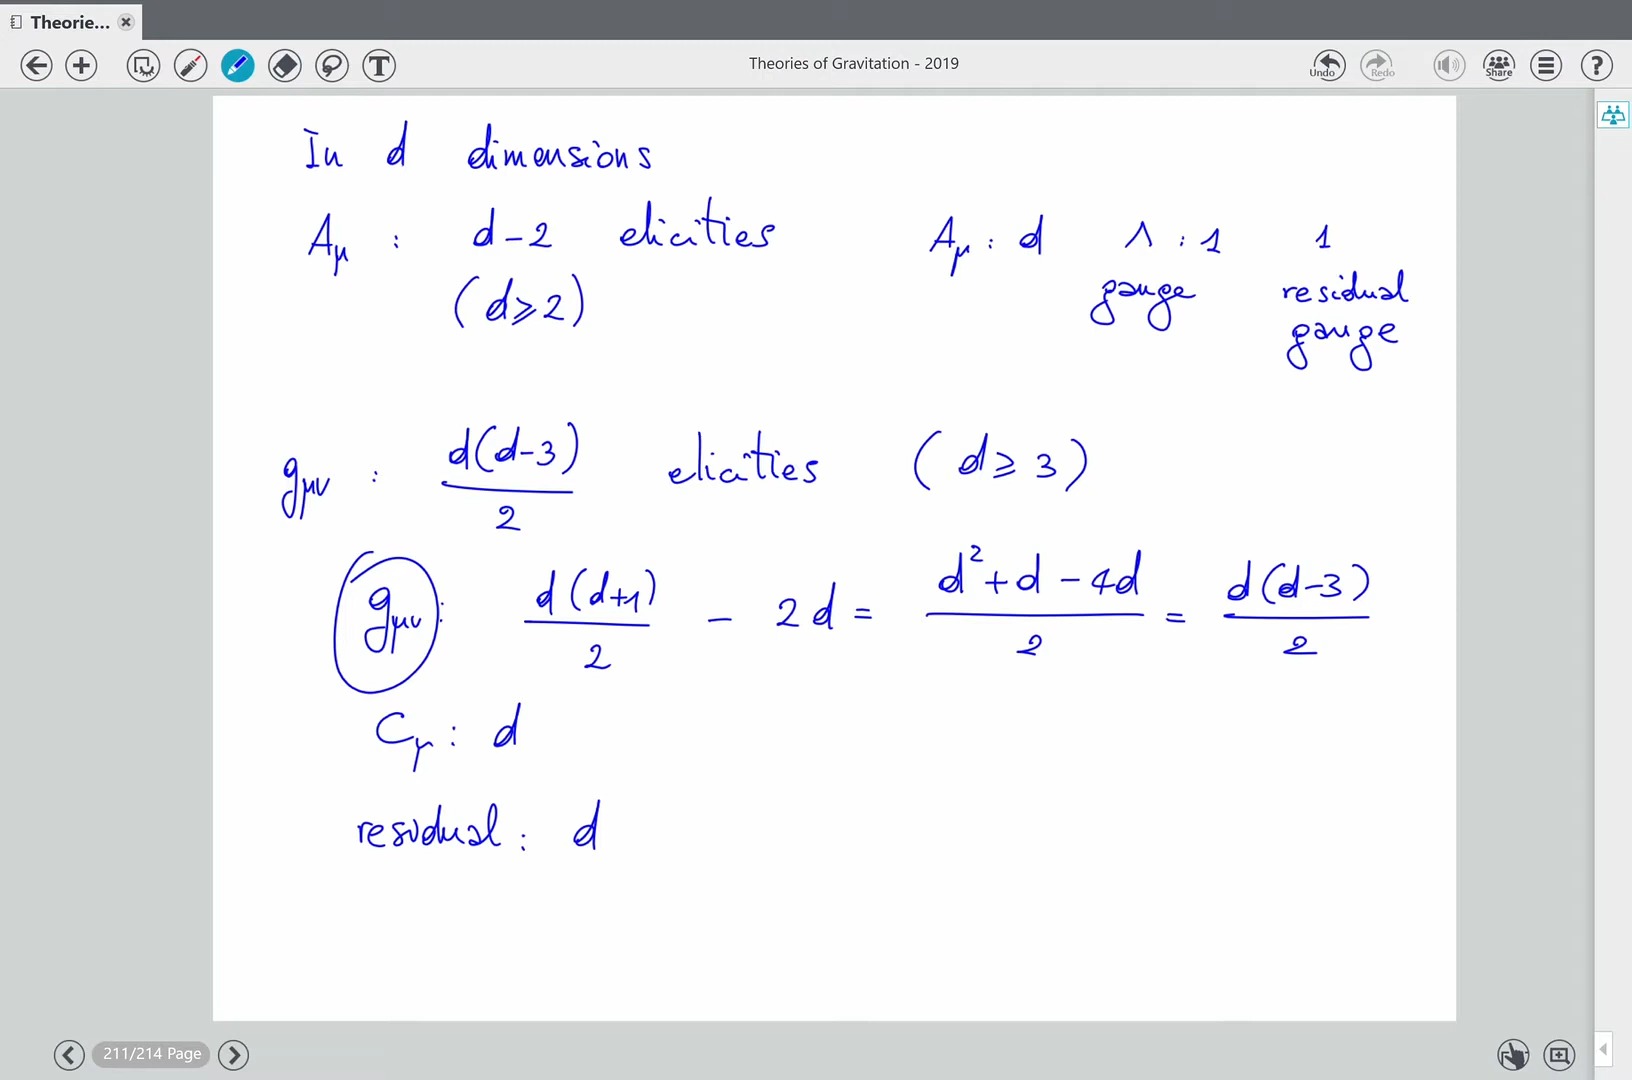 Theorie...
Theories of Gravitation - 2019
Undo
Redo
Share
In d dimensions
Aμ : d-2 elicities Aμ : d Λ : 1 1
(d⩾2) gauge residual
gauge
gμν : d(d-3)/2 elicities (d⩾3)
gμν : d(d+1)/2 - 2d = d²+d-4d/2 = d(d-3)/2
Cμ : d
residual : d
211/214 Page